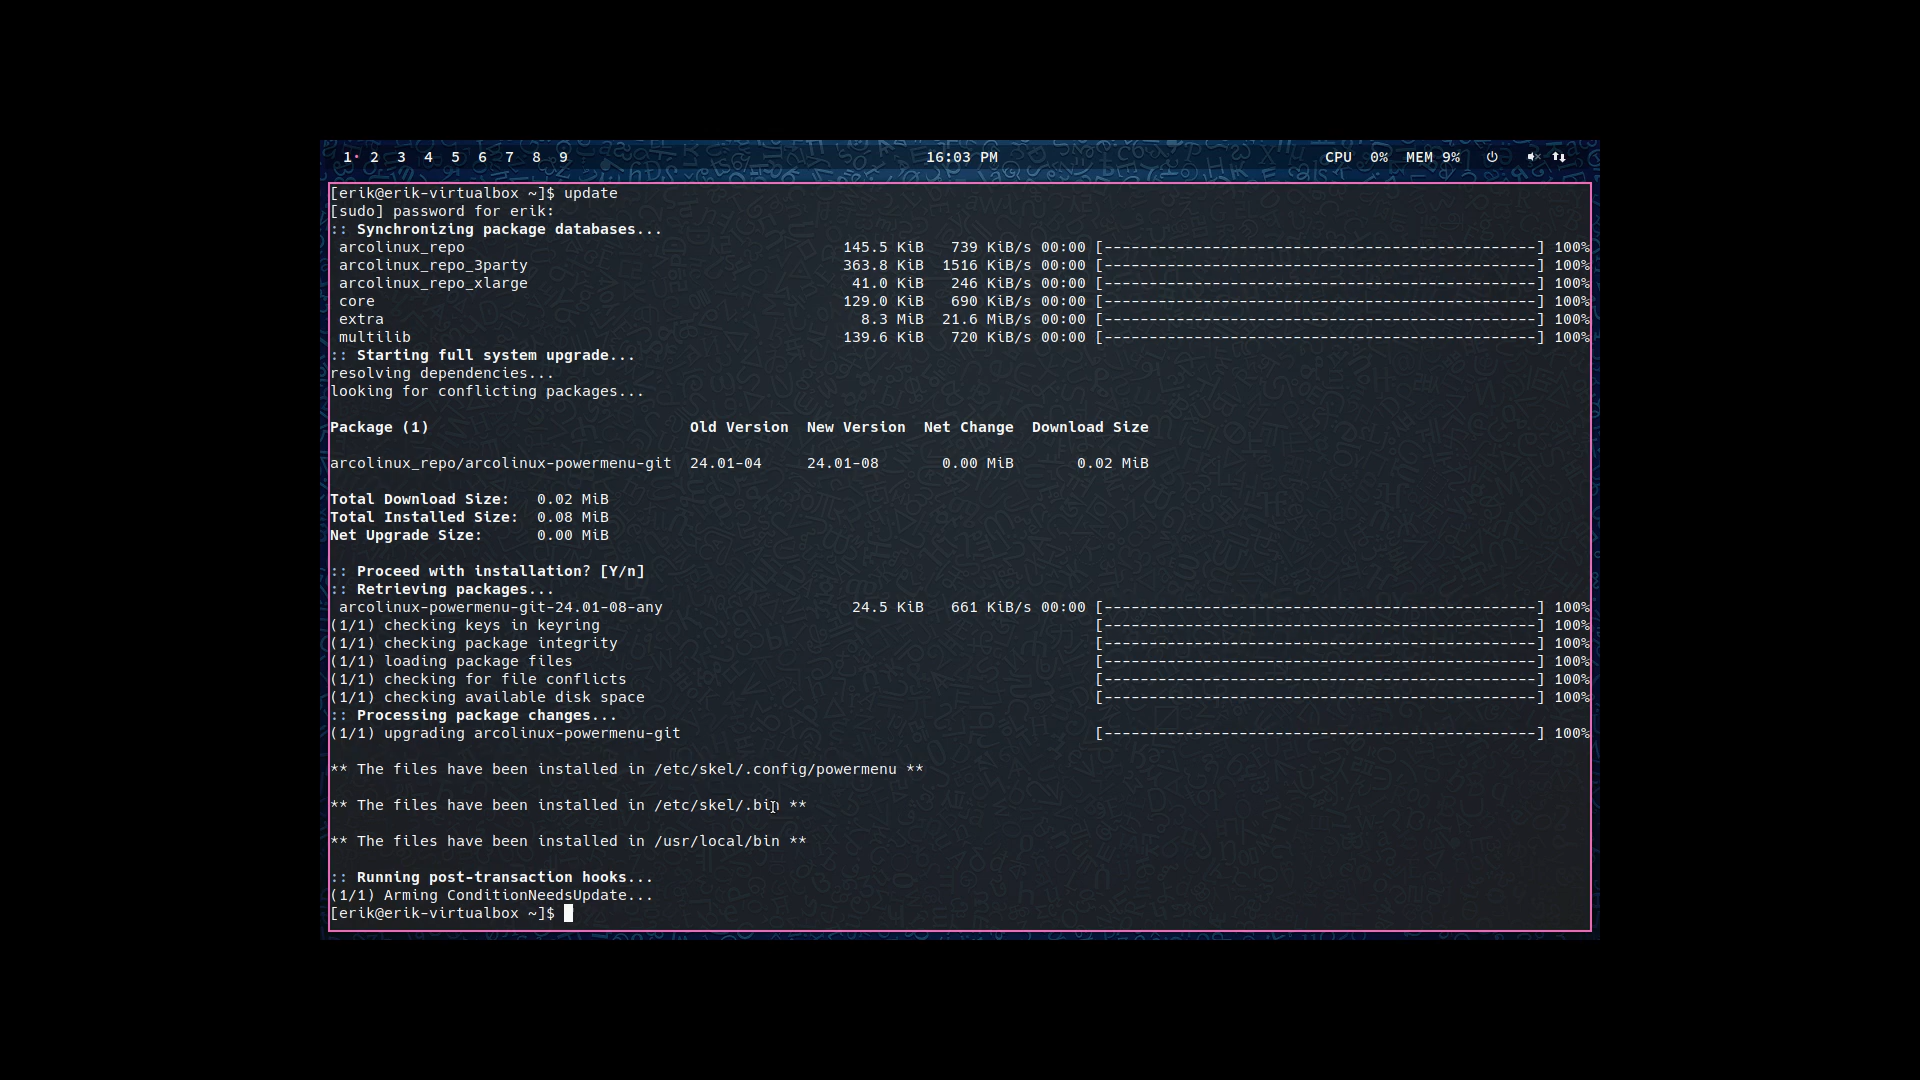 1 2 3 4 5 6 7 8 9 16:03 PM CPU 0% MEM 9%
[erik@erik-virtualbox ~]$ update
[sudo] password for erik:
:: Synchronizing package databases...
arcolinux_repo 145.5 KiB 739 KiB/s 00:00 [------------------------------------------------] 100%
arcolinux_repo_3party 363.8 KiB 1516 KiB/s 00:00 [------------------------------------------------] 100%
arcolinux_repo_xlarge 41.0 KiB 246 KiB/s 00:00 [------------------------------------------------] 100%
core 129.0 KiB 690 KiB/s 00:00 [------------------------------------------------] 100%
extra 8.3 MiB 21.6 MiB/s 00:00 [------------------------------------------------] 100%
multilib 139.6 KiB 720 KiB/s 00:00 [------------------------------------------------] 100%
:: Starting full system upgrade...
resolving dependencies...
looking for conflicting packages...
Package (1) Old Version New Version Net Change Download Size
arcolinux_repo/arcolinux-powermenu-git 24.01-04 24.01-08 0.00 MiB 0.02 MiB
Total Download Size: 0.02 MiB
Total Installed Size: 0.08 MiB
Net Upgrade Size: 0.00 MiB
:: Proceed with installation? [Y/n]
:: Retrieving packages...
arcolinux-powermenu-git-24.01-08-any 24.5 KiB 661 KiB/s 00:00 [------------------------------------------------] 100%
(1/1) checking keys in keyring [------------------------------------------------] 100%
(1/1) checking package integrity [------------------------------------------------] 100%
(1/1) loading package files [------------------------------------------------] 100%
(1/1) checking for file conflicts [------------------------------------------------] 100%
(1/1) checking available disk space [------------------------------------------------] 100%
:: Processing package changes...
(1/1) upgrading arcolinux-powermenu-git [------------------------------------------------] 100%
** The files have been installed in /etc/skel/.config/powermenu **
** The files have been installed in /etc/skel/.bin **
** The files have been installed in /usr/local/bin **
:: Running post-transaction hooks...
(1/1) Arming ConditionNeedsUpdate...
[erik@erik-virtualbox ~]$